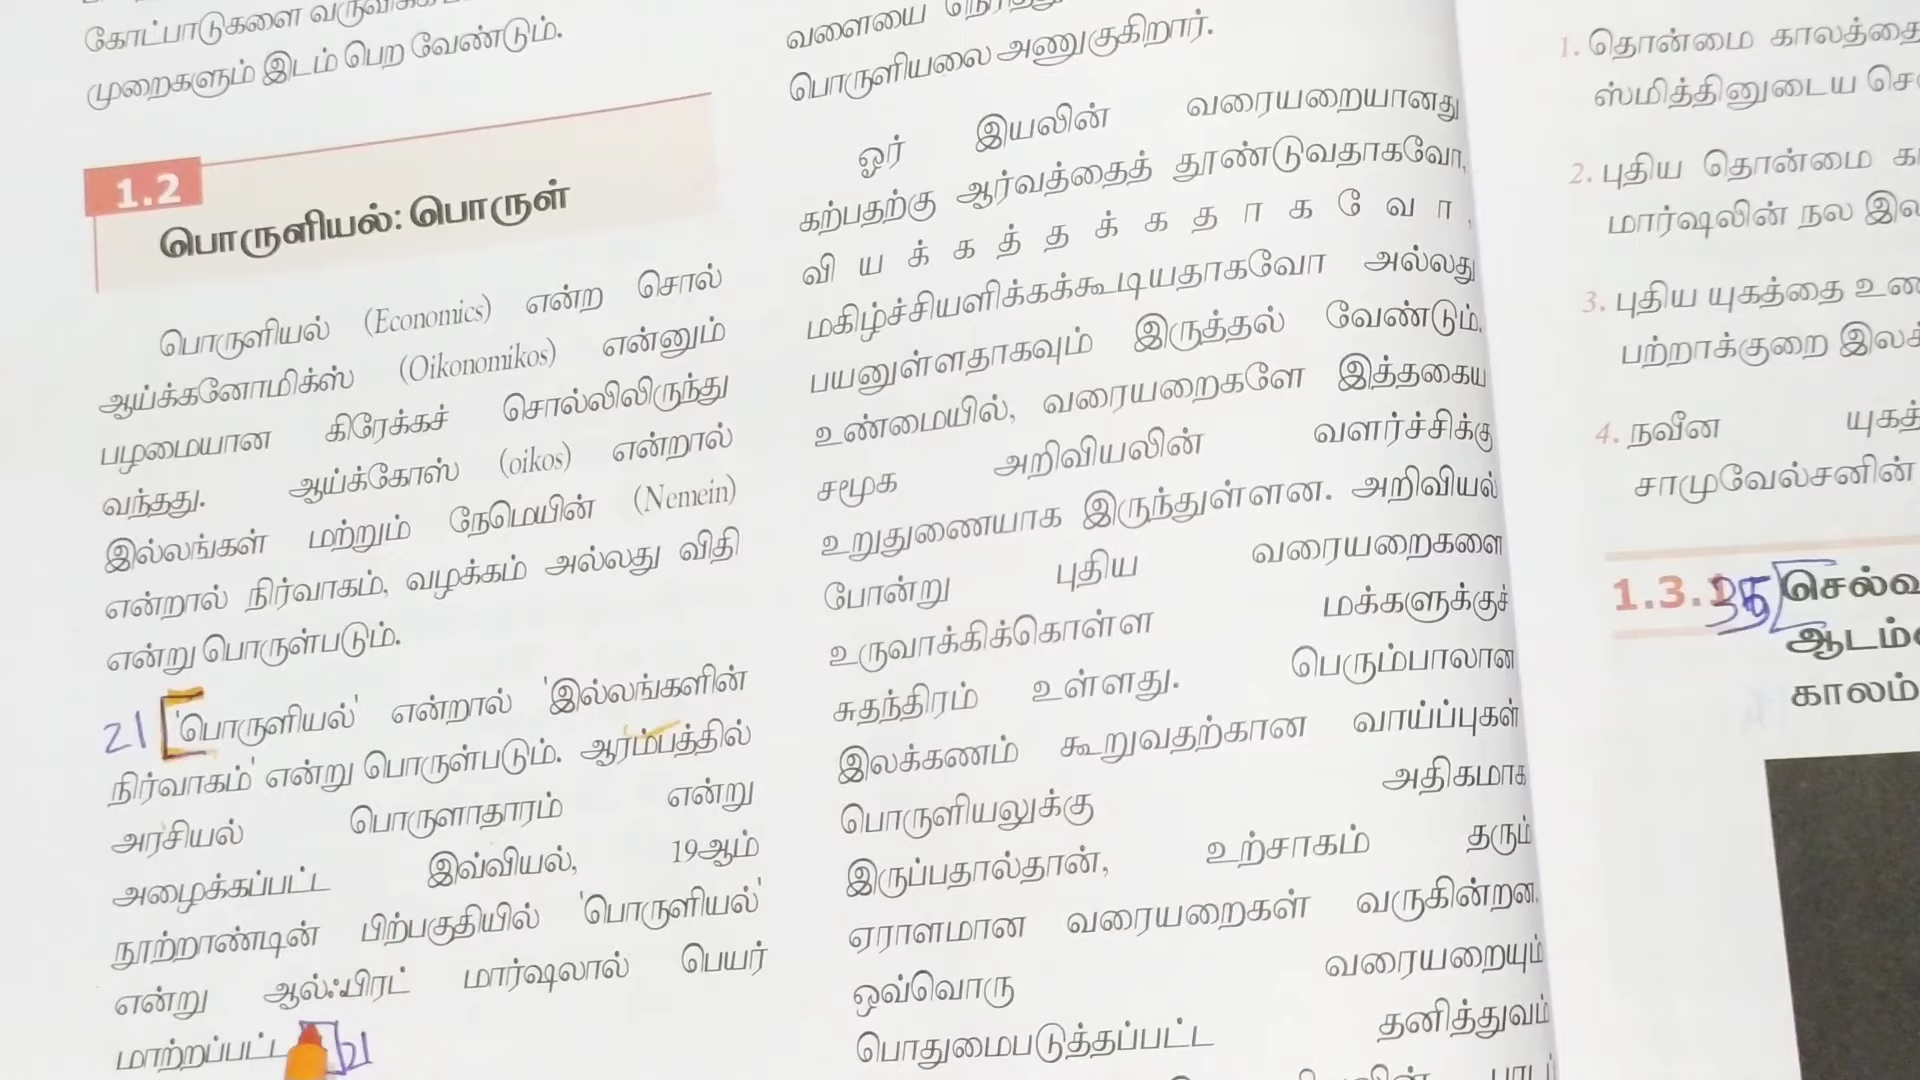 கோட்பாடுகளை
முறைகளும் இடம் பெற வேண்டும்.
1.2
பொருளியல்: பொருள்
பொருளியல் (Economics) என்ற சொல்
ஆய்க்கனோமிக்ஸ் (Oikonomikos) என்னும்
பழமையான கிரேக்கச் சொல்லிலிருந்து
வந்தது. ஆய்க்கோஸ் (oikos) என்றால்
இல்லங்கள் மற்றும் நேமெயின் (Nemein)
என்றால் நிர்வாகம், வழக்கம் அல்லது விதி
என்று பொருள்படும்.
21 'பொருளியல்' என்றால் 'இல்லங்களின்
நிர்வாகம்' என்று பொருள்படும். ஆரம்பத்தில்
அரசியல் பொருளாதாரம் என்று
அழைக்கப்பட்ட இவ்வியல், 19ஆம்
நூற்றாண்டின் பிற்பகுதியில் 'பொருளியல்'
என்று ஆல்ஃபிரட் மார்ஷலால் பெயர்
மாற்றப்பட்ட 21
வளையை
பொருளியலை அணுகுகிறார்.
ஓர் இயலின் வரையறையானது
கற்பதற்கு ஆர்வத்தைத் தூண்டுவதாகவோ,
வியக்கத்தக்கதாகவோ,
மகிழ்ச்சியளிக்கக்கூடியதாகவோ அல்லது
பயனுள்ளதாகவும் இருத்தல் வேண்டும்.
உண்மையில், வரையறைகளே இத்தகைய
சமூக அறிவியலின் வளர்ச்சிக்கு
உறுதுணையாக இருந்துள்ளன. அறிவியல்
போன்று புதிய வரையறைகளை
உருவாக்கிக்கொள்ள மக்களுக்குச்
சுதந்திரம் உள்ளது. பெரும்பாலான
இலக்கணம் கூறுவதற்கான வாய்ப்புகள்
பொருளியலுக்கு அதிகமாக
இருப்பதால்தான், உற்சாகம் தரும்
ஏராளமான வரையறைகள் வருகின்றன.
ஒவ்வொரு வரையறையும்
பொதுமைபடுத்தப்பட்ட தனித்துவம்
1. தொன்மை காலத்தை
ஸ்மித்தினுடைய
2. புதிய தொன்மை
மார்ஷலின் நல
3. புதிய யுகத்தை
பற்றாக்குறை
4. நவீன
சாமுவேல்சனின்
1.3.1
காலம்